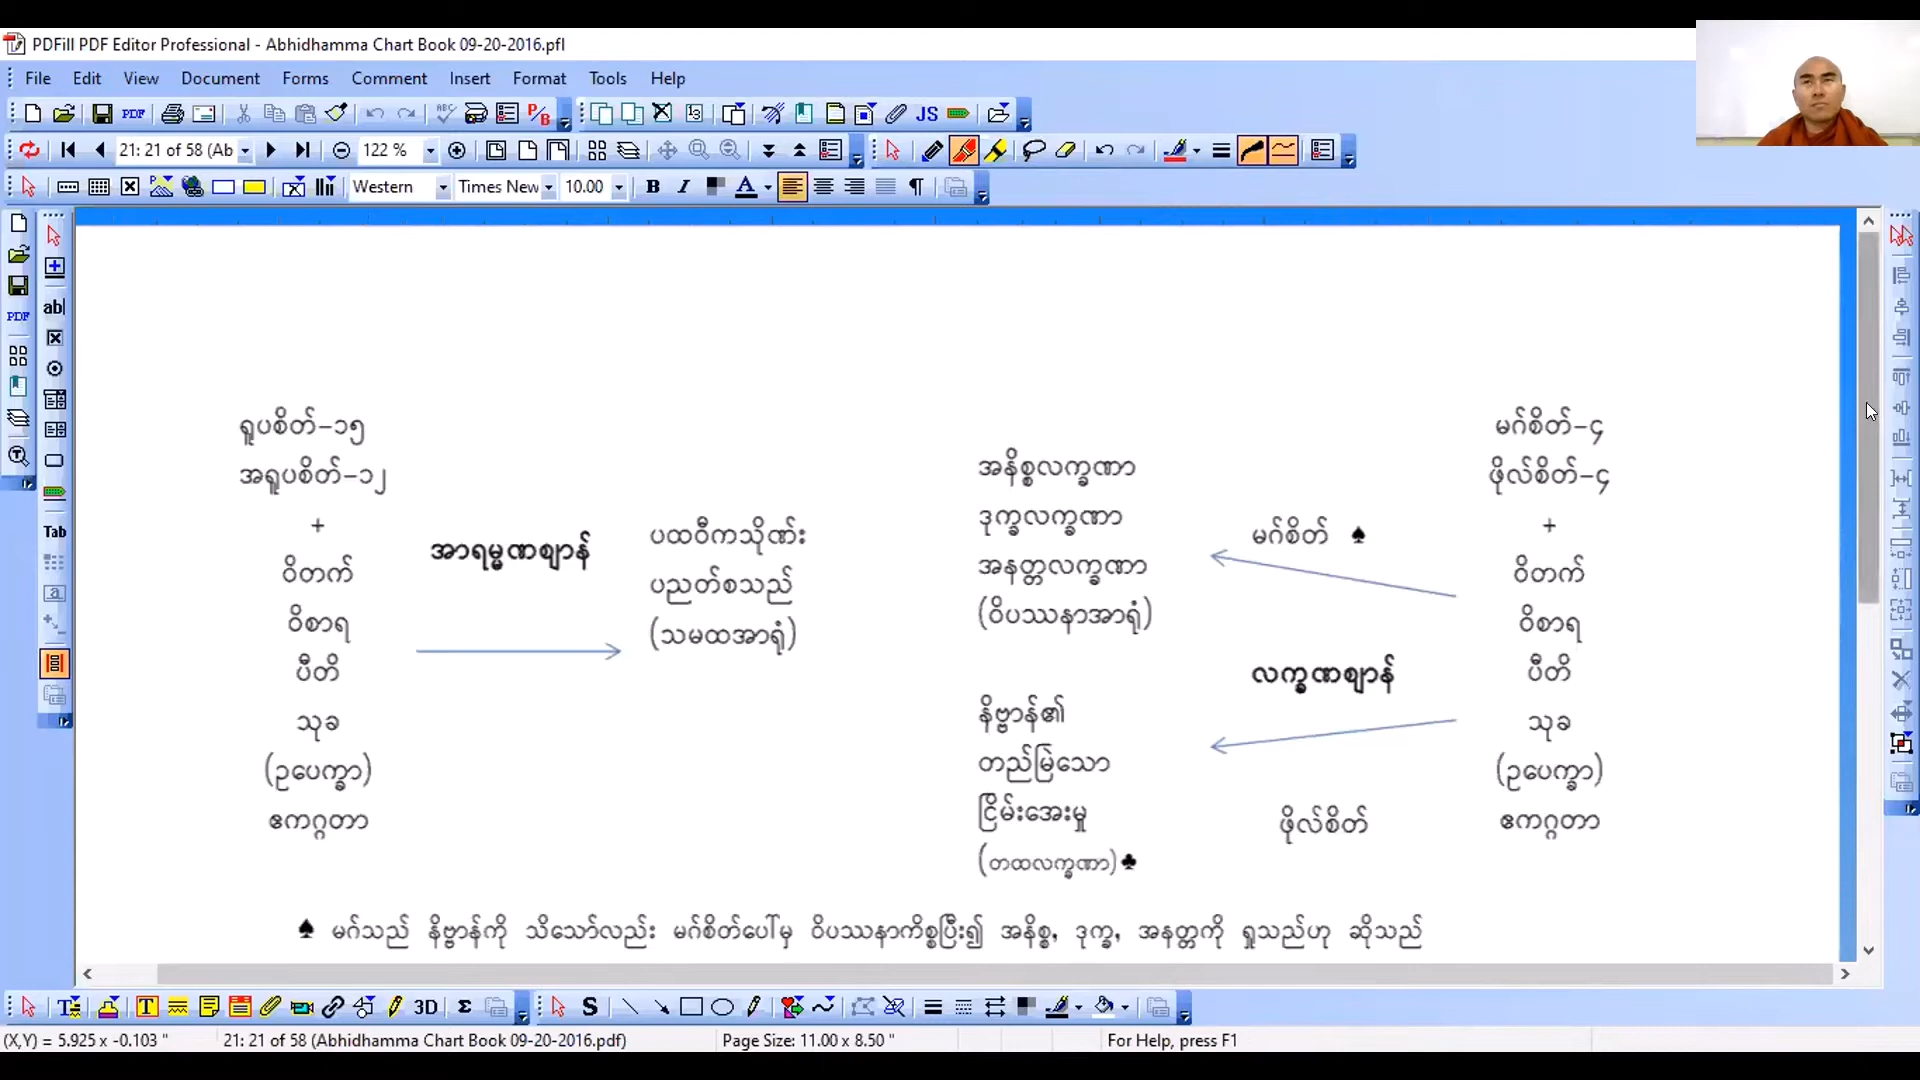 PDFill PDF Editor Professional - Abhidhamma Chart Book 09-20-2016.pfl
File Edit View Document Forms Comment Insert Format Tools Help
PDF JS
21: 21 of 58 (Ab 122 %
Western Times New 10.00 B I A ¶
ab|
PDF
Tab
ရူပစိတ်–၁၅
အရူပစိတ်–၁၂
+
ဝိတက်
ဝိစာရ
ပီတိ
သုခ
(ဥပေက္ခာ)
ဧကဂ္ဂတာ
အာရမ္မဏဈာန်
ပထဝီကသိုဏ်း
ပညတ်စသည်
(သမထအာရုံ)
အနိစ္စလက္ခဏာ
ဒုက္ခလက္ခဏာ
အနတ္တလက္ခဏာ
(ဝိပဿနာအာရုံ)
နိဗ္ဗာန်၏
တည်မြဲသော
ငြိမ်းအေးမှု
(တထလက္ခဏာ)♣
မဂ်စိတ် ♠
လက္ခဏဈာန်
ဖိုလ်စိတ်
မဂ်စိတ်–၄
ဖိုလ်စိတ်–၄
+
ဝိတက်
ဝိစာရ
ပီတိ
သုခ
(ဥပေက္ခာ)
ဧကဂ္ဂတာ
♠ မဂ်သည် နိဗ္ဗာန်ကို သိသော်လည်း မဂ်စိတ်ပေါ်မှ ဝိပဿနာကိစ္စပြီး၍ အနိစ္စ, ဒုက္ခ, အနတ္တကို ရှုသည်ဟု ဆိုသည်
T 3D Σ S
(X,Y) = 5.925 x -0.103 " 21: 21 of 58 (Abhidhamma Chart Book 09-20-2016.pdf) Page Size: 11.00 x 8.50 " For Help, press F1